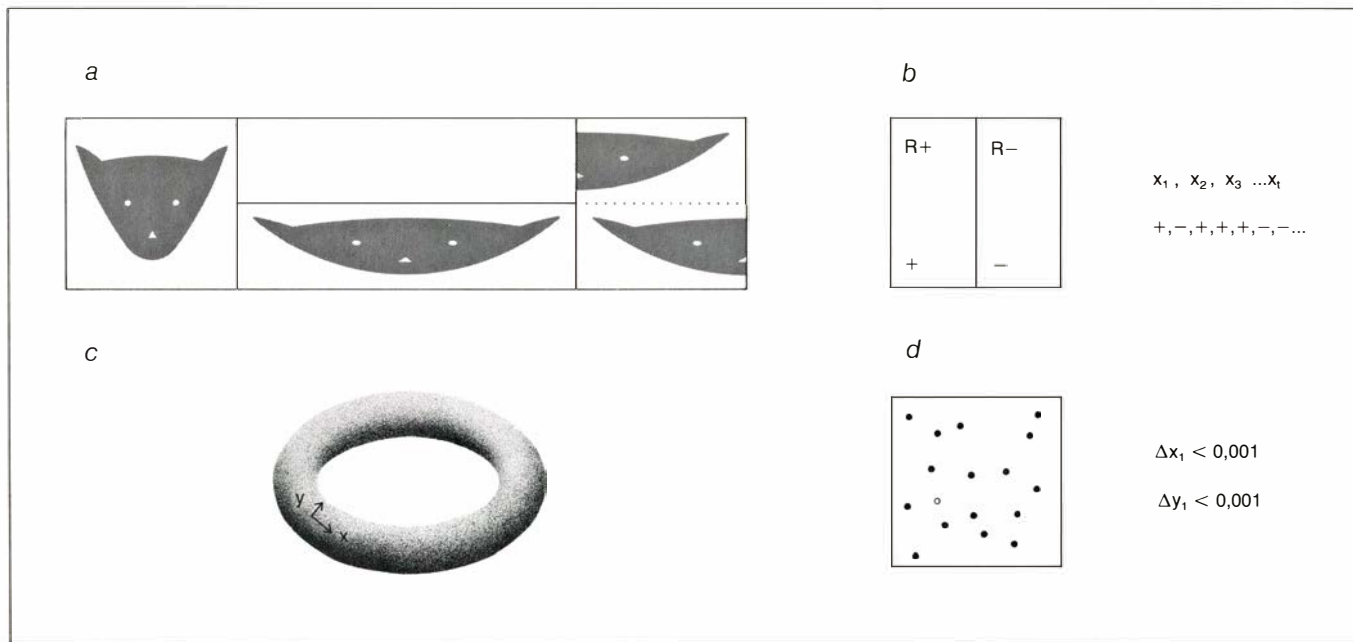 a
b
R+ R−
+ −
x₁ , x₂, x₃ ...xₜ
+,−,+,+,+,−,−...
c
y
x
d
Δx₁ < 0,001
Δy₁ < 0,001